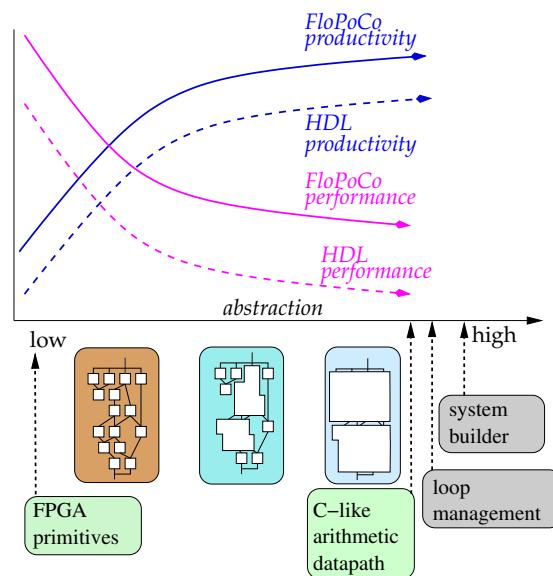 FloPoCo
productivity
HDL
productivity
FloPoCo
performance
HDL
performance
abstraction
low
high
system
builder
FPGA
primitives
C−like
arithmetic
datapath
loop
management